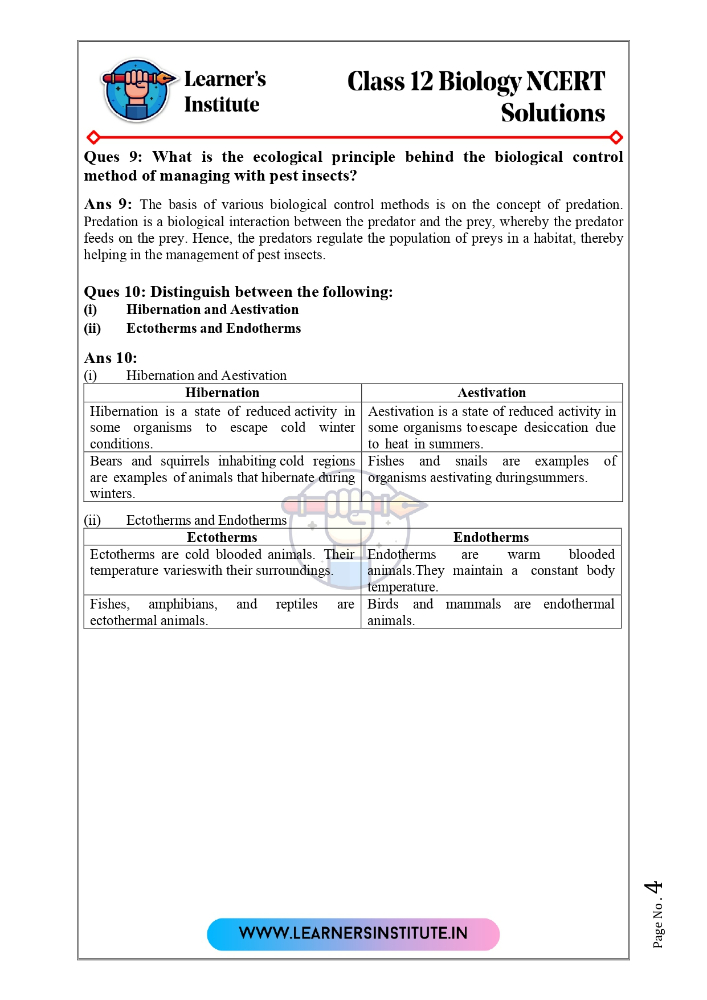 Learner's
Institute
Class 12 Biology NCERT
Solutions
Ques 9: What is the ecological principle behind the biological control
method of managing with pest insects?
Ans 9: The basis of various biological control methods is on the concept of predation.
Predation is a biological interaction between the predator and the prey, whereby the predator
feeds on the prey. Hence, the predators regulate the population of preys in a habitat, thereby
helping in the management of pest insects.
Ques 10: Distinguish between the following:
(i) Hibernation and Aestivation
(ii) Ectotherms and Endotherms
Ans 10:
(i) Hibernation and Aestivation
Hibernation Aestivation
Hibernation is a state of reduced activity in
some organisms to escape cold winter
conditions.
Aestivation is a state of reduced activity in
some organisms to escape desiccation due
to heat in summers.
Bears and squirrels inhabiting cold regions
are examples of animals that hibernate during
winters.
Fishes and snails are examples of
organisms aestivating duringsummers.
(ii) Ectotherms and Endotherms
Ectotherms Endotherms
Ectotherms are cold blooded animals. Their
temperature varieswith their surroundings.
Endotherms are warm blooded
animals.They maintain a constant body
temperature.
Fishes, amphibians, and reptiles are
ectothermal animals.
Birds and mammals are endothermal
animals.
Page No. 4
WWW.LEARNERSINSTITUTE.IN